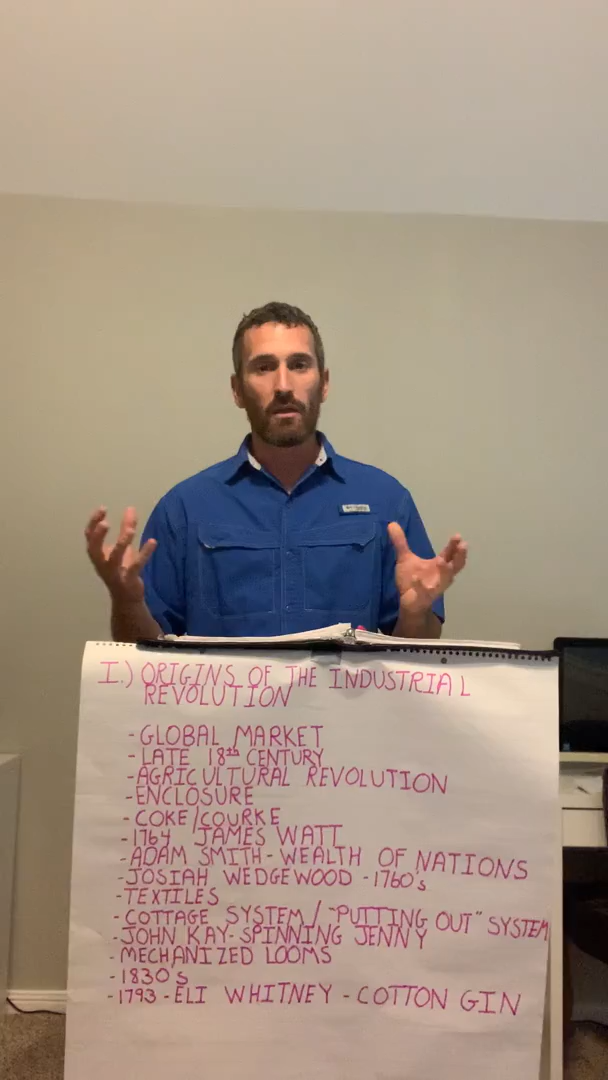 I.) ORIGINS OF THE INDUSTRIAL
REVOLUTION
- GLOBAL MARKET
- LATE 18th CENTURY
- AGRICULTURAL REVOLUTION
- ENCLOSURE
- COKE/COURKE
- 1764 JAMES WATT
- ADAM SMITH - WEALTH OF NATIONS
- JOSIAH WEDGEWOOD - 1760's
- TEXTILES
- COTTAGE SYSTEM / "PUTTING OUT" SYSTEM
- JOHN KAY - SPINNING JENNY
- MECHANIZED LOOMS
- 1830's
- 1793 - ELI WHITNEY - COTTON GIN